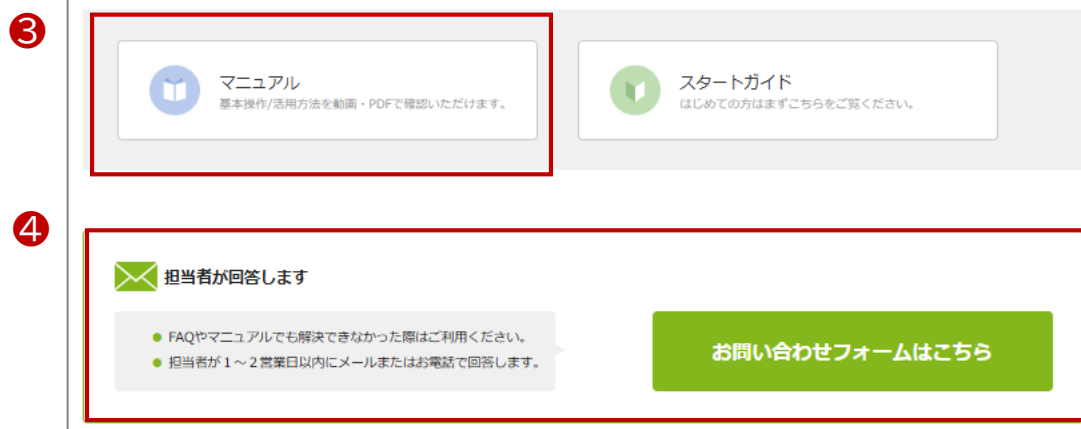 ❸
マニュアル
基本操作/活用方法を動画・PDFで確認いただけます。
スタートガイド
はじめての方はまずこちらをご覧ください。
❹
担当者が回答します
● FAQやマニュアルでも解決できなかった際はご利用ください。
● 担当者が1～2営業日以内にメールまたはお電話で回答します。
お問い合わせフォームはこちら